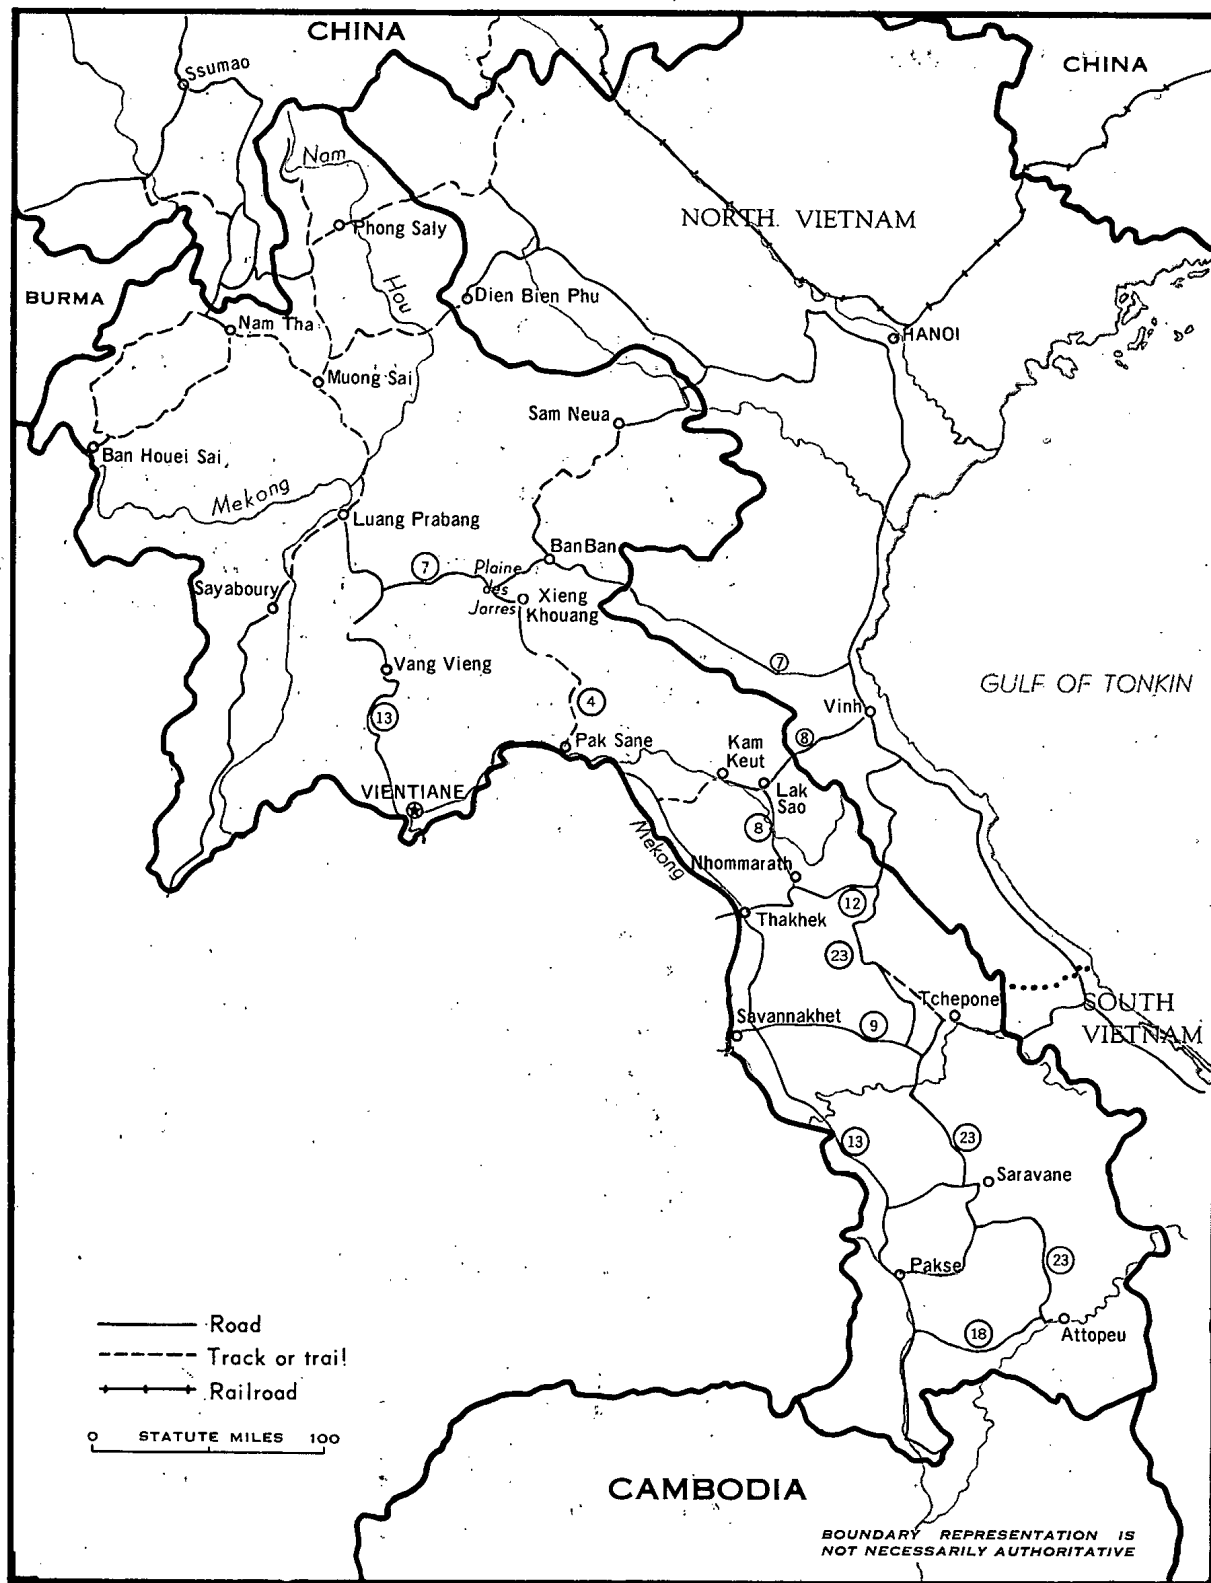 CHINA
CHINA
Ssumao
Nam
Phong Saly
NORTH. VIETNAM
Hou
BURMA
Dien Bien Phu
Nam Tha
HANOI
Muong Sai
Sam Neua
Ban Houei Sai
Mekong
Luang Prabang
BanBan
7
Plaine
des
Jarres
Sayaboury
Xieng
Khouang
Vang Vieng
7
GULF OF TONKIN
4
Vinh
13
8
Pak Sane
Kam
Keut
VIENTIANE
Lak
Sao
8
Mekong
Nhommarath
12
Thakhek
23
Tchepone
SOUTH
VIETNAM
Savannakhet
9
13
23
Saravane
Pakse
23
18
Attopeu
Road
Track or trail
Railroad
0 STATUTE MILES 100
CAMBODIA
BOUNDARY REPRESENTATION IS
NOT NECESSARILY AUTHORITATIVE